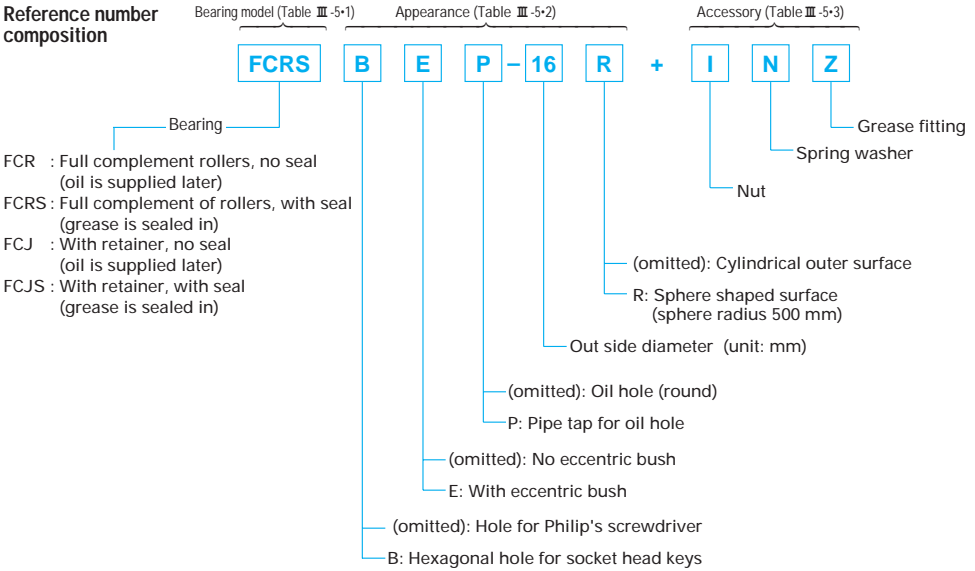 Reference number
composition
Bearing model (Table Ⅲ-5•1)
Appearance (Table Ⅲ-5•2)
Accessory (Table Ⅲ-5•3)
FCRS B E P – 16 R + I N Z
Bearing
FCR : Full complement rollers, no seal
(oil is supplied later)
FCRS : Full complement of rollers, with seal
(grease is sealed in)
FCJ : With retainer, no seal
(oil is supplied later)
FCJS : With retainer, with seal
(grease is sealed in)
Grease fitting
Spring washer
Nut
(omitted): Cylindrical outer surface
R: Sphere shaped surface
(sphere radius 500 mm)
Out side diameter (unit: mm)
(omitted): Oil hole (round)
P: Pipe tap for oil hole
(omitted): No eccentric bush
E: With eccentric bush
(omitted): Hole for Philip's screwdriver
B: Hexagonal hole for socket head keys